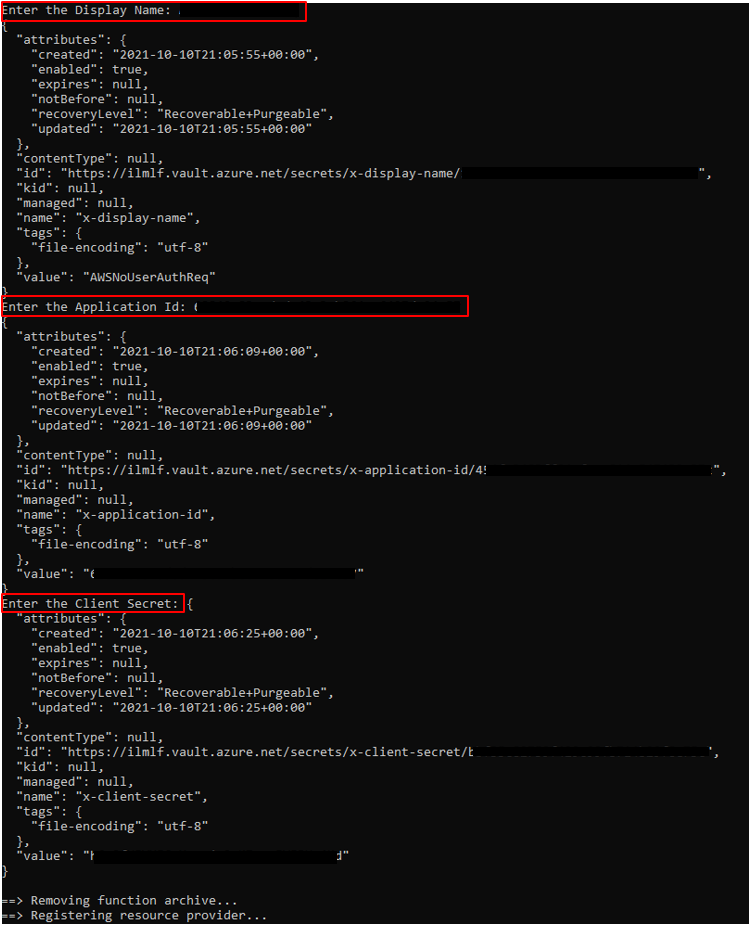 Enter the Display Name:
{
  "attributes": {
    "created": "2021-10-10T21:05:55+00:00",
    "enabled": true,
    "expires": null,
    "notBefore": null,
    "recoveryLevel": "Recoverable+Purgeable",
    "updated": "2021-10-10T21:05:55+00:00"
  },
  "contentType": null,
  "id": "https://ilmlf.vault.azure.net/secrets/x-display-name/",
  "kid": null,
  "managed": null,
  "name": "x-display-name",
  "tags": {
    "file-encoding": "utf-8"
  },
  "value": "AWSNoUserAuthReq"
}
Enter the Application Id: 6
{
  "attributes": {
    "created": "2021-10-10T21:06:09+00:00",
    "enabled": true,
    "expires": null,
    "notBefore": null,
    "recoveryLevel": "Recoverable+Purgeable",
    "updated": "2021-10-10T21:06:09+00:00"
  },
  "contentType": null,
  "id": "https://ilmlf.vault.azure.net/secrets/x-application-id/45",
  "kid": null,
  "managed": null,
  "name": "x-application-id",
  "tags": {
    "file-encoding": "utf-8"
  },
  "value": "6"
}
Enter the Client Secret: {
  "attributes": {
    "created": "2021-10-10T21:06:25+00:00",
    "enabled": true,
    "expires": null,
    "notBefore": null,
    "recoveryLevel": "Recoverable+Purgeable",
    "updated": "2021-10-10T21:06:25+00:00"
  },
  "contentType": null,
  "id": "https://ilmlf.vault.azure.net/secrets/x-client-secret/b",
  "kid": null,
  "managed": null,
  "name": "x-client-secret",
  "tags": {
    "file-encoding": "utf-8"
  },
  "value": "h d"
}
==> Removing function archive...
==> Registering resource provider...